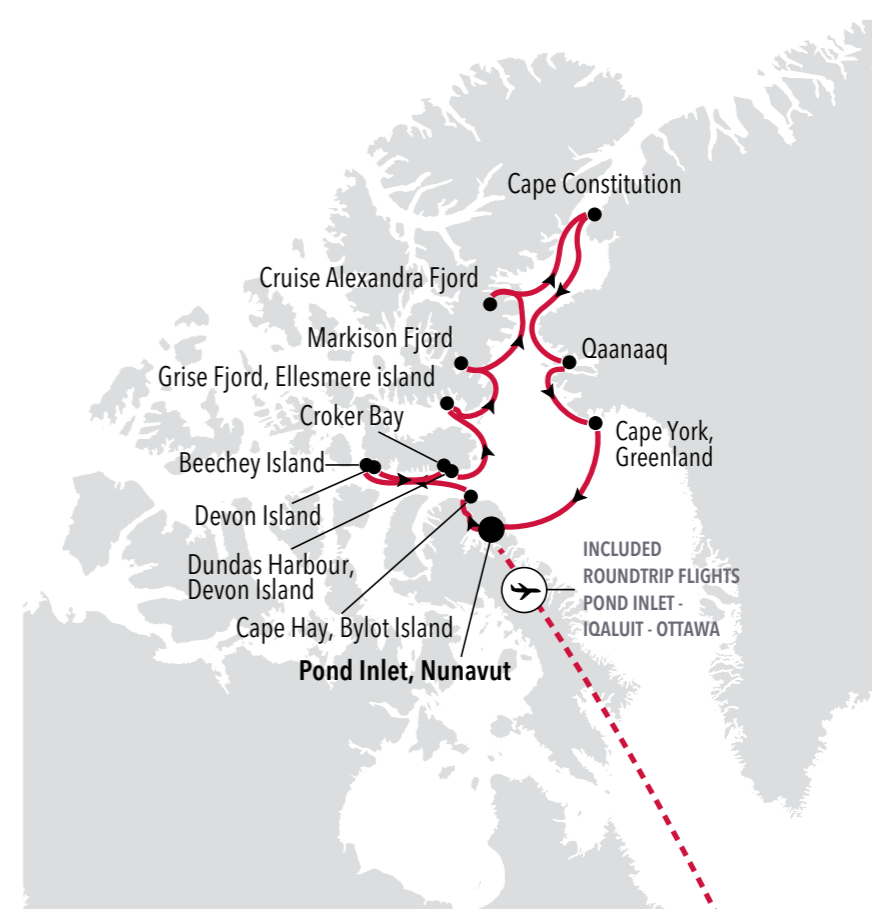 Cape Constitution
Cruise Alexandra Fjord
Markison Fjord
Qaanaaq
Grise Fjord, Ellesmere island
Croker Bay
Cape York,
Greenland
Beechey Island
Devon Island
Dundas Harbour,
Devon Island
INCLUDED
ROUNDTRIP FLIGHTS
POND INLET -
IQALUIT - OTTAWA
Cape Hay, Bylot Island
Pond Inlet, Nunavut